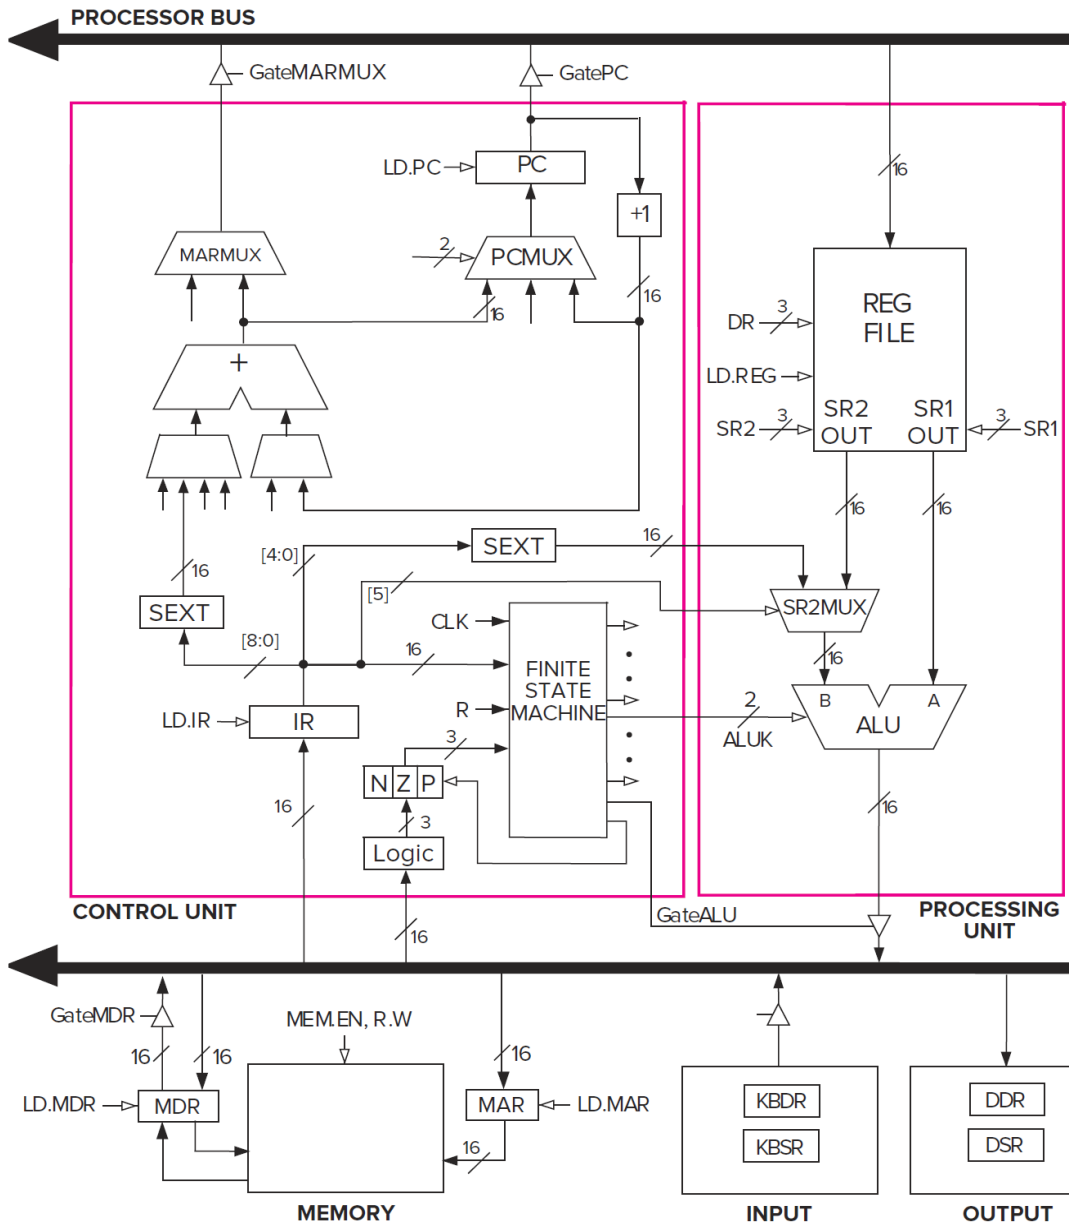 PROCESSOR BUS
GateMARMUX
GatePC
LD.PC
PC
16
+1
MARMUX
2
PCMUX
16
16
REG
FILE
DR
3
+
LD.REG
SR2
OUT
SR1
OUT
SR2
3
3
SR1
16
16
[4:0]
SEXT
16
16
[5]
SEXT
SR2MUX
CLK
[8:0]
16
16
FINITE
STATE
MACHINE
B
A
LD.IR
IR
R
2
ALU
ALUK
3
N Z P
16
16
3
Logic
CONTROL UNIT
GateALU
PROCESSING
UNIT
16
GateMDR
MEM.EN, R.W
16
16
16
LD.MDR
MDR
MAR
LD.MAR
KBDR
DDR
16
KBSR
DSR
MEMORY
INPUT
OUTPUT